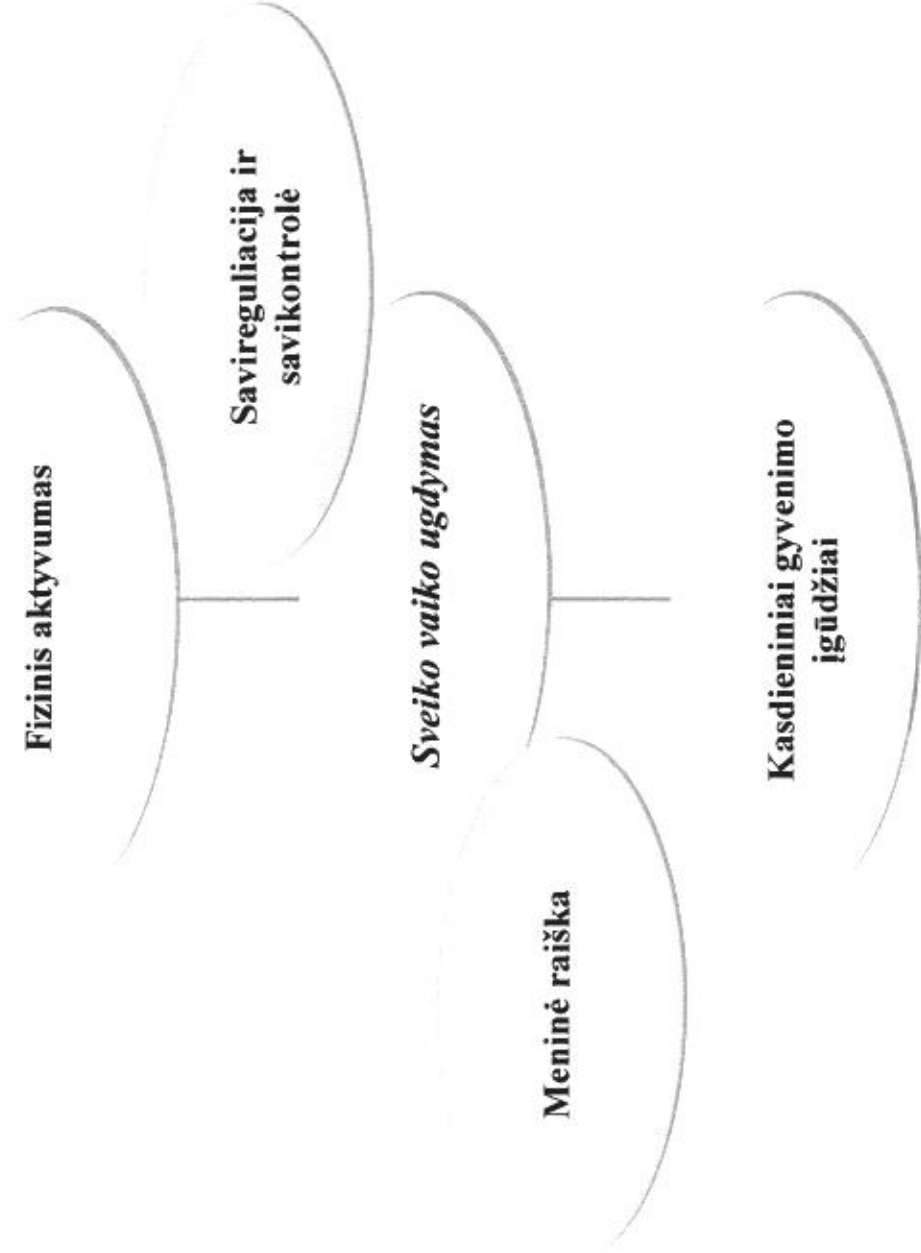 Fizinis aktyvumas
Savireguliacija ir
savikontrolė
Sveiko vaiko ugdymas
Meninė raiška
Kasdieniniai gyvenimo
įgūdžiai